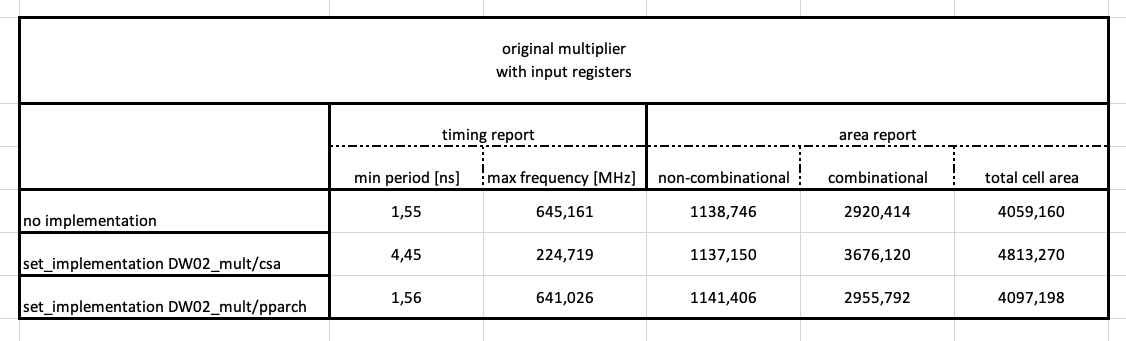 original multiplier
with input registers
timing report area report
min period [ns] max frequency [MHz] non-combinational combinational total cell area
no implementation 1,55 645,161 1138,746 2920,414 4059,160
set_implementation DW02_mult/csa 4,45 224,719 1137,150 3676,120 4813,270
set_implementation DW02_mult/pparch 1,56 641,026 1141,406 2955,792 4097,198